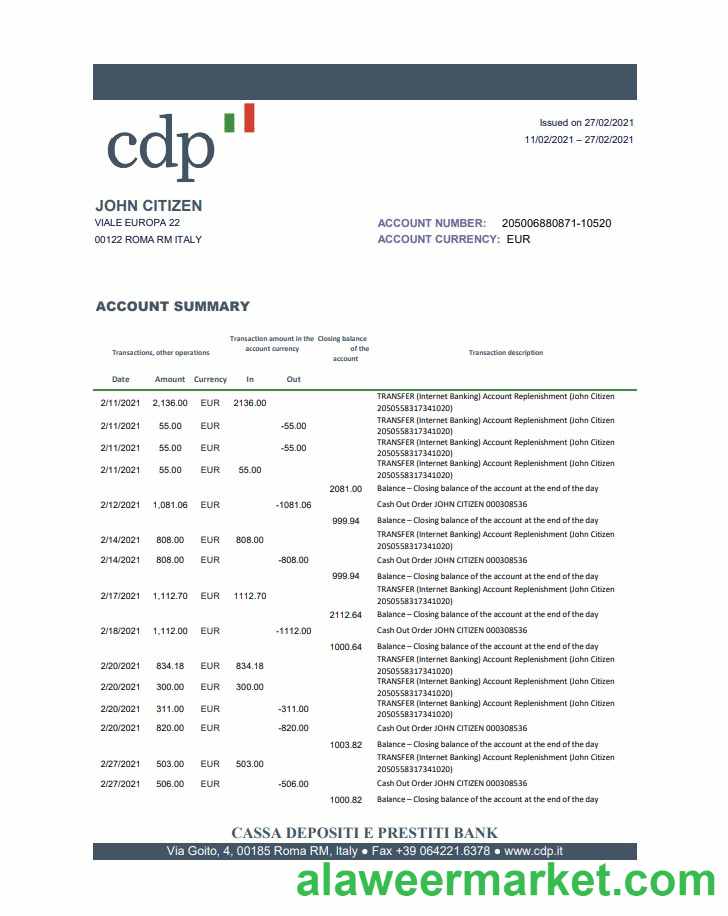 cdp
Issued on 27/02/2021
11/02/2021 – 27/02/2021
JOHN CITIZEN
VIALE EUROPA 22
00122 ROMA RM ITALY
ACCOUNT NUMBER: 205006880871-10520
ACCOUNT CURRENCY: EUR
ACCOUNT SUMMARY
Transactions, other operations
Transaction amount in the
account currency
Closing balance
of the
account
Transaction description
Date Amount Currency In Out
2/11/2021 2,136.00 EUR 2136.00 TRANSFER (Internet Banking) Account Replenishment (John Citizen
2050558317341020)
2/11/2021 55.00 EUR -55.00 TRANSFER (Internet Banking) Account Replenishment (John Citizen
2050558317341020)
2/11/2021 55.00 EUR -55.00 TRANSFER (Internet Banking) Account Replenishment (John Citizen
2050558317341020)
2/11/2021 55.00 EUR 55.00 TRANSFER (Internet Banking) Account Replenishment (John Citizen
2050558317341020)
2081.00 Balance – Closing balance of the account at the end of the day
2/12/2021 1,081.06 EUR -1081.06 Cash Out Order JOHN CITIZEN 000308536
999.94 Balance – Closing balance of the account at the end of the day
2/14/2021 808.00 EUR 808.00 TRANSFER (Internet Banking) Account Replenishment (John Citizen
2050558317341020)
2/14/2021 808.00 EUR -808.00 Cash Out Order JOHN CITIZEN 000308536
999.94 Balance – Closing balance of the account at the end of the day
2/17/2021 1,112.70 EUR 1112.70 TRANSFER (Internet Banking) Account Replenishment (John Citizen
2050558317341020)
2112.64 Balance – Closing balance of the account at the end of the day
2/18/2021 1,112.00 EUR -1112.00 Cash Out Order JOHN CITIZEN 000308536
1000.64 Balance – Closing balance of the account at the end of the day
2/20/2021 834.18 EUR 834.18 TRANSFER (Internet Banking) Account Replenishment (John Citizen
2050558317341020)
2/20/2021 300.00 EUR 300.00 TRANSFER (Internet Banking) Account Replenishment (John Citizen
2050558317341020)
2/20/2021 311.00 EUR -311.00 TRANSFER (Internet Banking) Account Replenishment (John Citizen
2050558317341020)
2/20/2021 820.00 EUR -820.00 Cash Out Order JOHN CITIZEN 000308536
1003.82 Balance – Closing balance of the account at the end of the day
2/27/2021 503.00 EUR 503.00 TRANSFER (Internet Banking) Account Replenishment (John Citizen
2050558317341020)
2/27/2021 506.00 EUR -506.00 Cash Out Order JOHN CITIZEN 000308536
1000.82 Balance – Closing balance of the account at the end of the day
CASSA DEPOSITI E PRESTITI BANK
Via Goito, 4, 00185 Roma RM, Italy ● Fax +39 064221.6378 ● www.cdp.it
alaweermarket.com